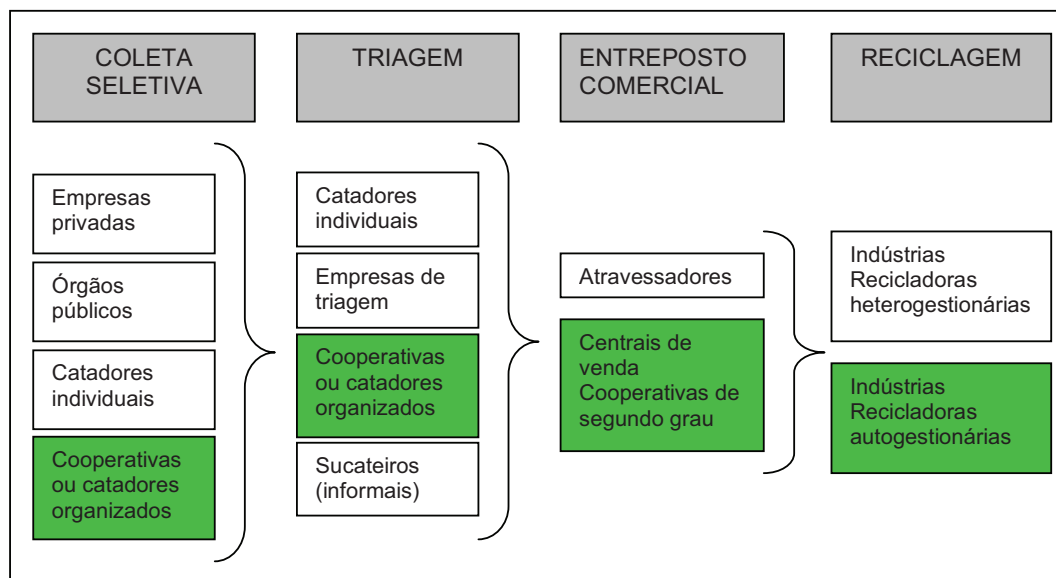 COLETA
SELETIVA
TRIAGEM
ENTREPOSTO
COMERCIAL
RECICLAGEM
Empresas
privadas
Órgãos
públicos
Catadores
individuais
Cooperativas
ou catadores
organizados
Catadores
individuais
Empresas de
triagem
Cooperativas
ou catadores
organizados
Sucateiros
(informais)
Atravessadores
Centrais de
venda
Cooperativas de
segundo grau
Indústrias
Recicladoras
heterogestionárias
Indústrias
Recicladoras
autogestionárias